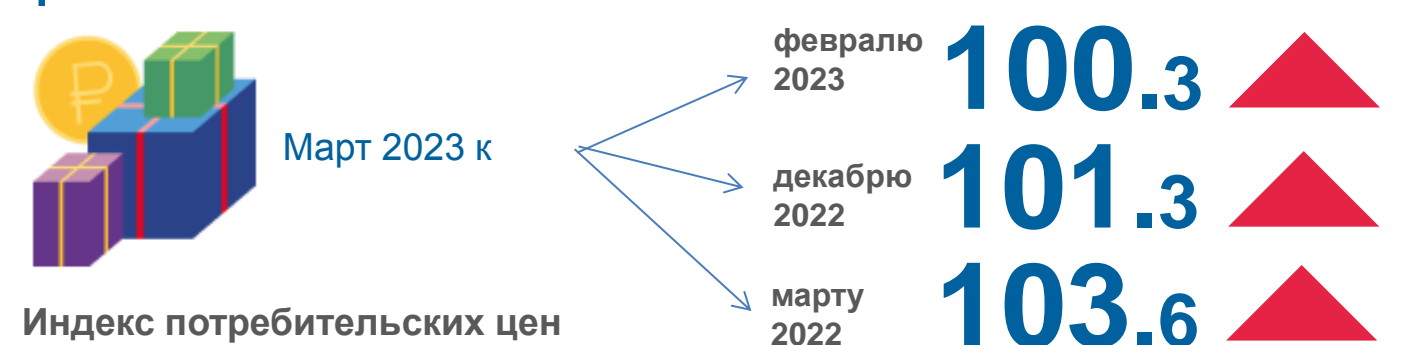 Март 2023 к
февралю
2023
100.3
декабрю
2022
101.3
марту
2022
103.6
Индекс потребительских цен